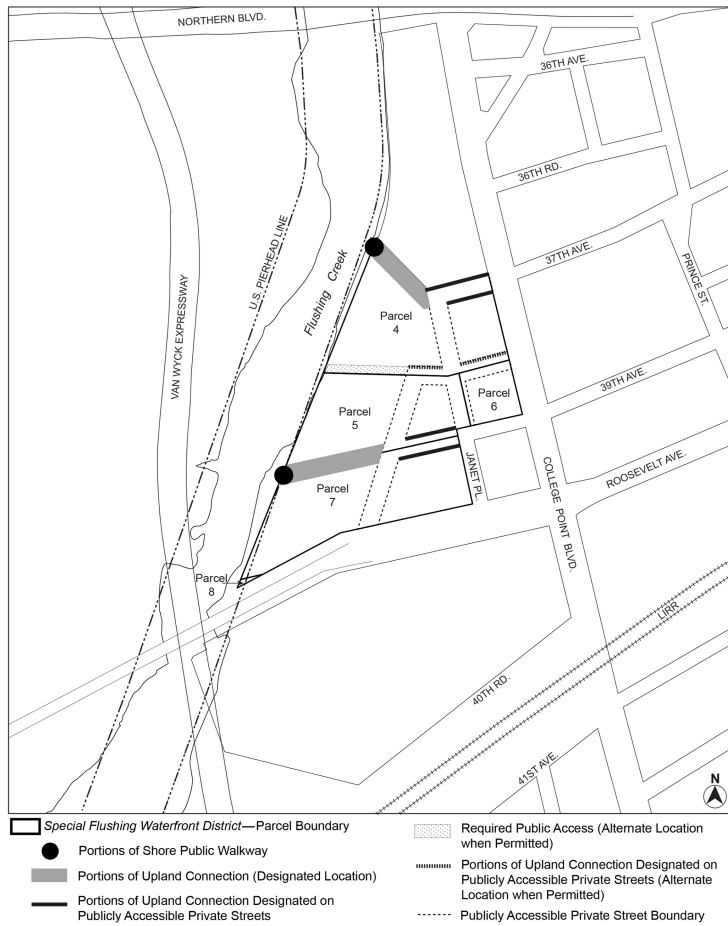 NORTHERN BLVD.
36TH AVE.
36TH RD.
37TH AVE.
PRINCE ST.
U.S. PIERHEAD LINE
Flushing Creek
VAN WYCK EXPRESSWAY
Parcel
4
39TH AVE.
Parcel
6
Parcel
5
ROOSEVELT AVE.
JANET PL.
COLLEGE POINT BLVD.
Parcel
7
Parcel
8
LIRR
40TH RD.
41ST AVE.
N
Special Flushing Waterfront District—Parcel Boundary
Portions of Shore Public Walkway
Portions of Upland Connection (Designated Location)
Portions of Upland Connection Designated on
Publicly Accessible Private Streets
Required Public Access (Alternate Location
when Permitted)
Portions of Upland Connection Designated on
Publicly Accessible Private Streets (Alternate
Location when Permitted)
Publicly Accessible Private Street Boundary